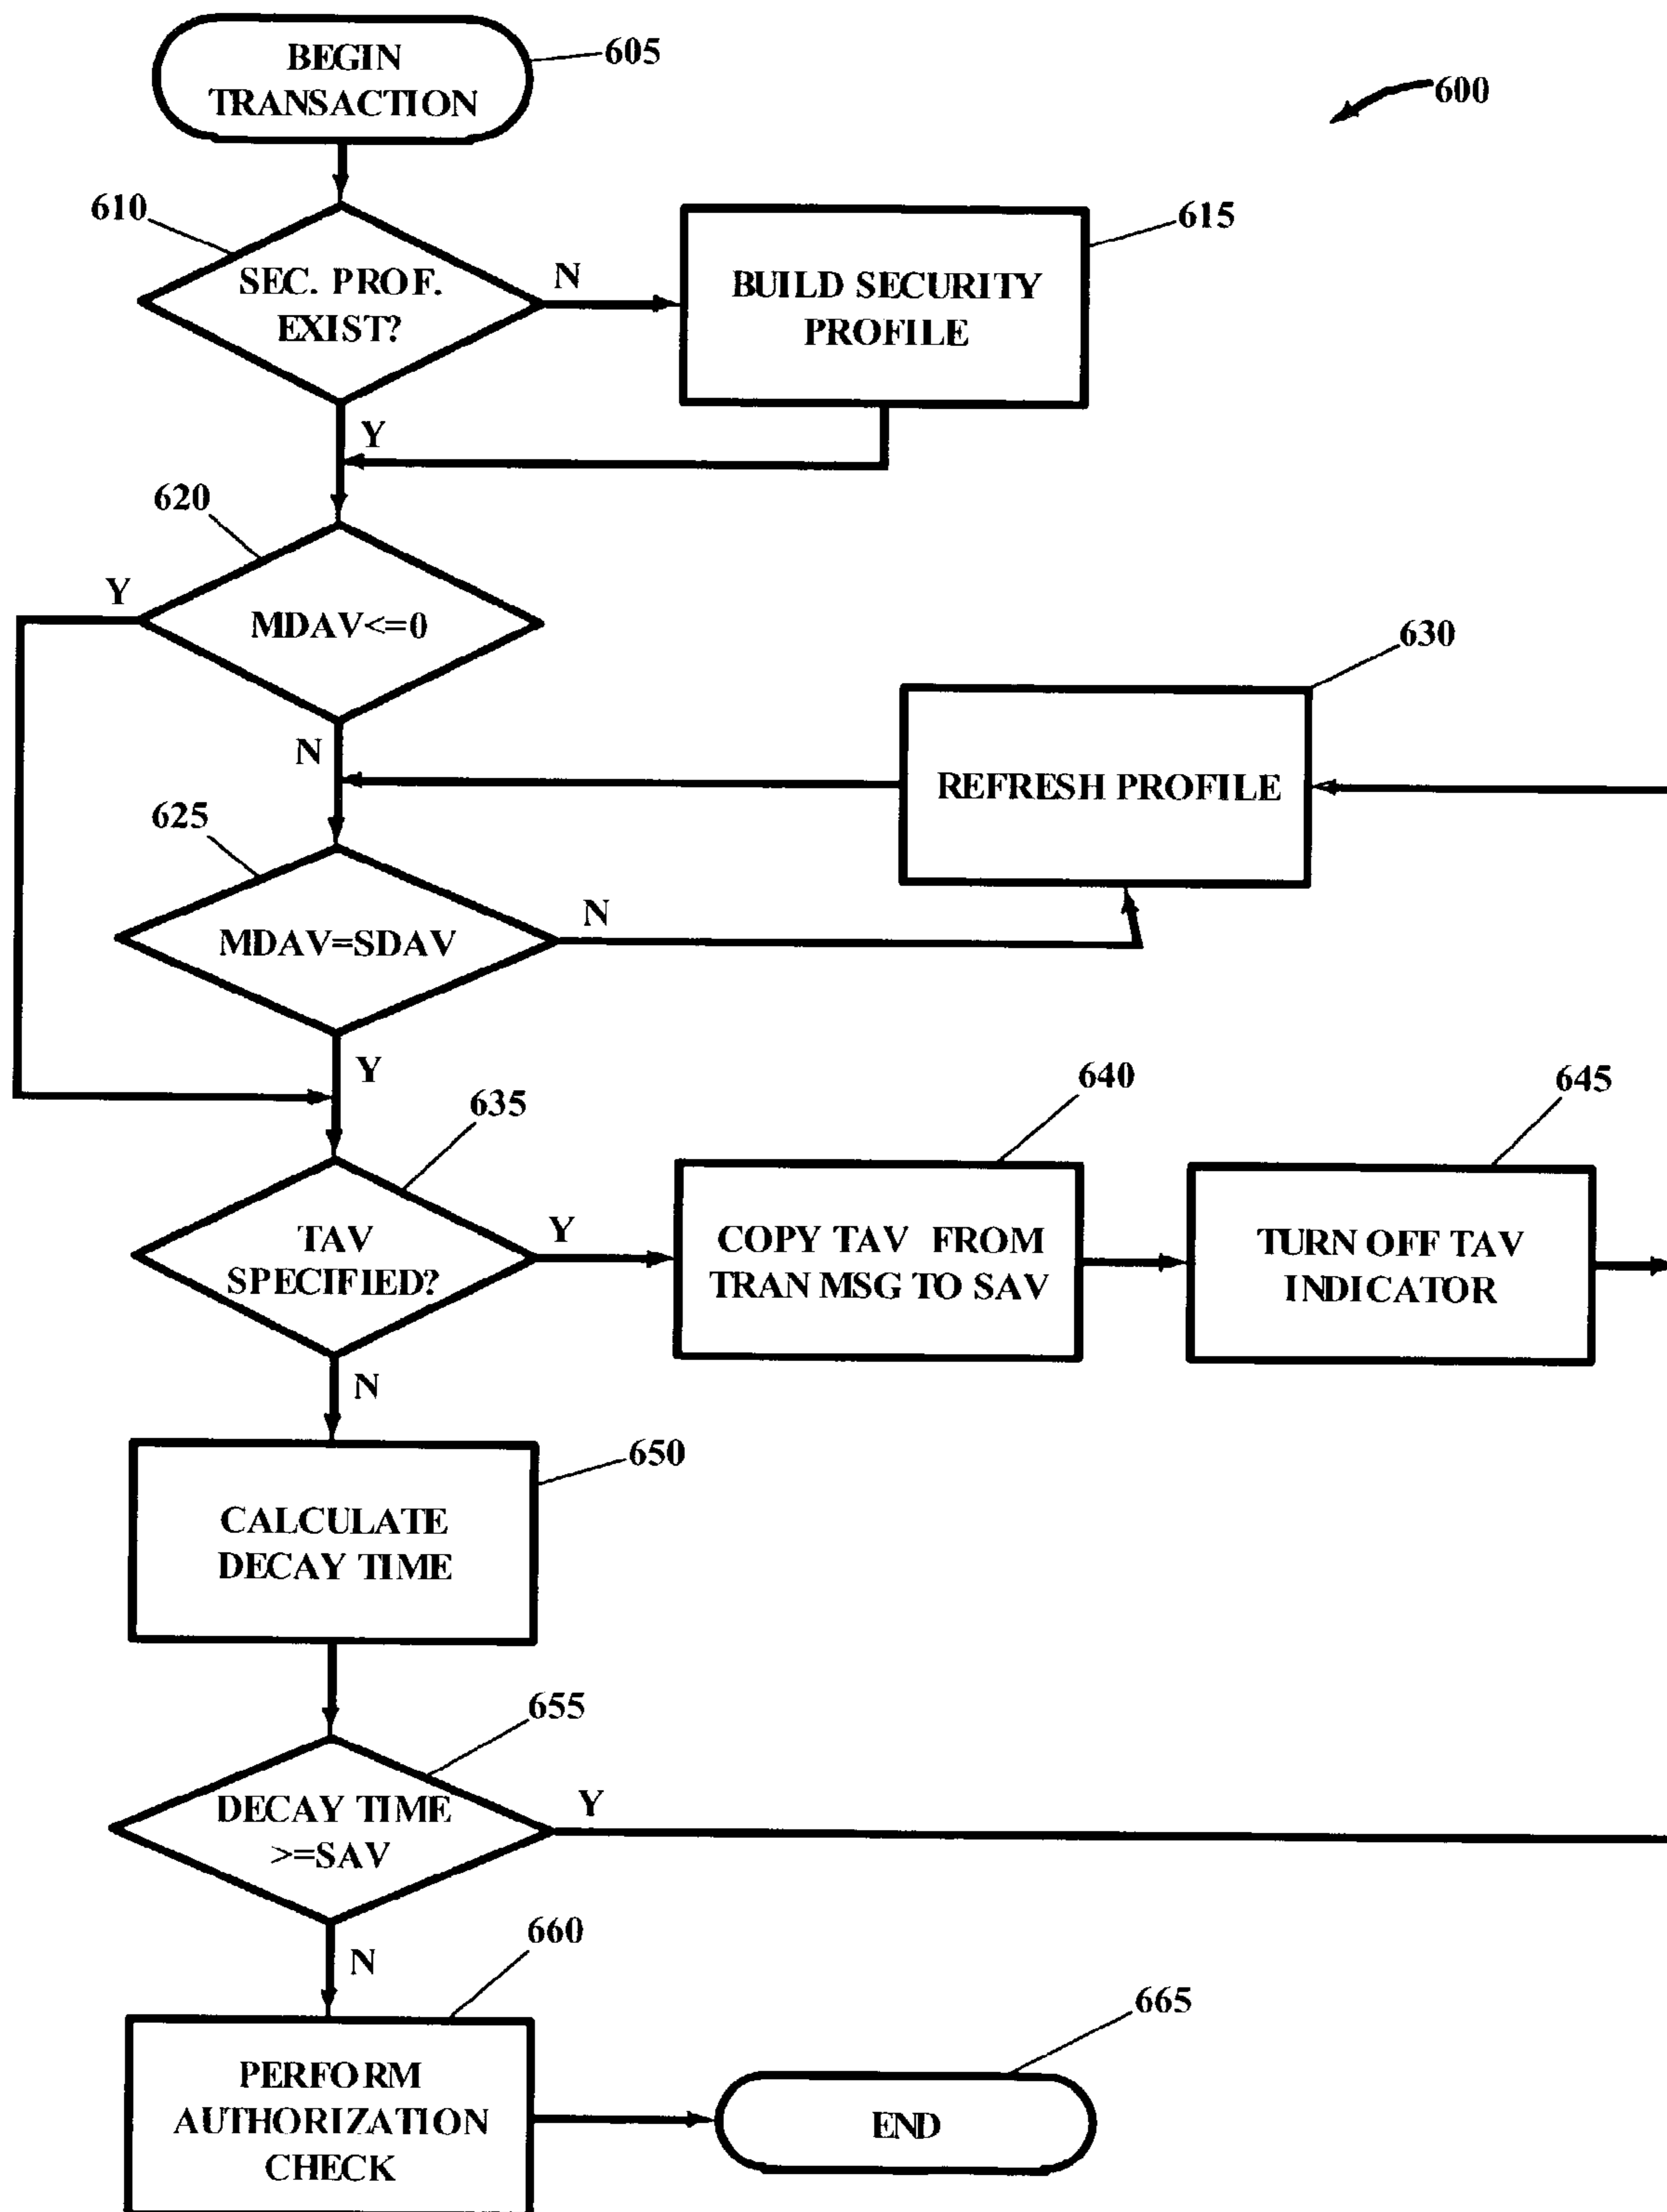 BEGIN
TRANSACTION
605
600
610
SEC. PROF.
EXIST?
N
615
BUILD SECURITY
PROFILE
Y
620
Y
MDAV<=0
N
630
REFRESH PROFILE
625
MDAV=SDAV
N
Y
635
TAV
SPECIFIED?
Y
640
COPY TAV FROM
TRAN MSG TO SAV
645
TURN OFF TAV
INDICATOR
N
650
CALCULATE
DECAY TIME
655
DECAY TIME
>=SAV
Y
N
660
PERFORM
AUTHORIZATION
CHECK
665
END